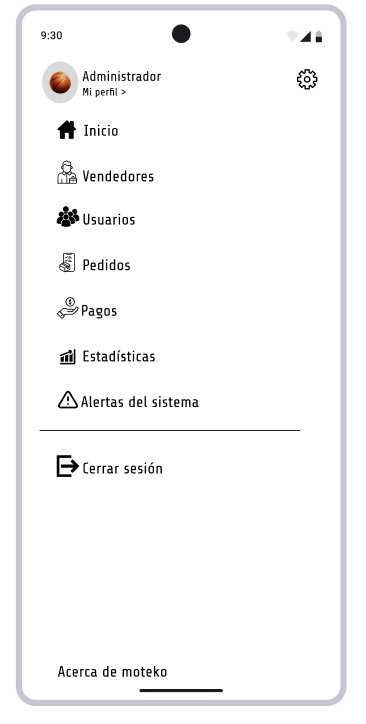 9:30
Administrador
Mi perfil >
Inicio
Vendedores
Usuarios
Pedidos
Pagos
Estadísticas
Alertas del sistema
Cerrar sesión
Acerca de moteko